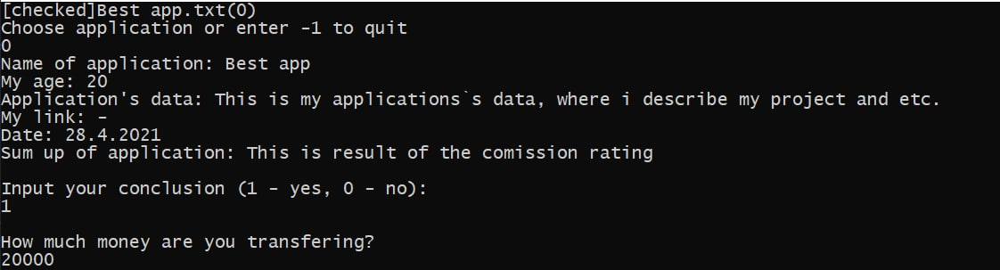 [checked]Best app.txt(0)
Choose application or enter -1 to quit
0
Name of application: Best app
My age: 20
Application's data: This is my applications`s data, where i describe my project and etc.
My link: -
Date: 28.4.2021
Sum up of application: This is result of the comission rating
Input your conclusion (1 - yes, 0 - no):
1
How much money are you transfering?
20000